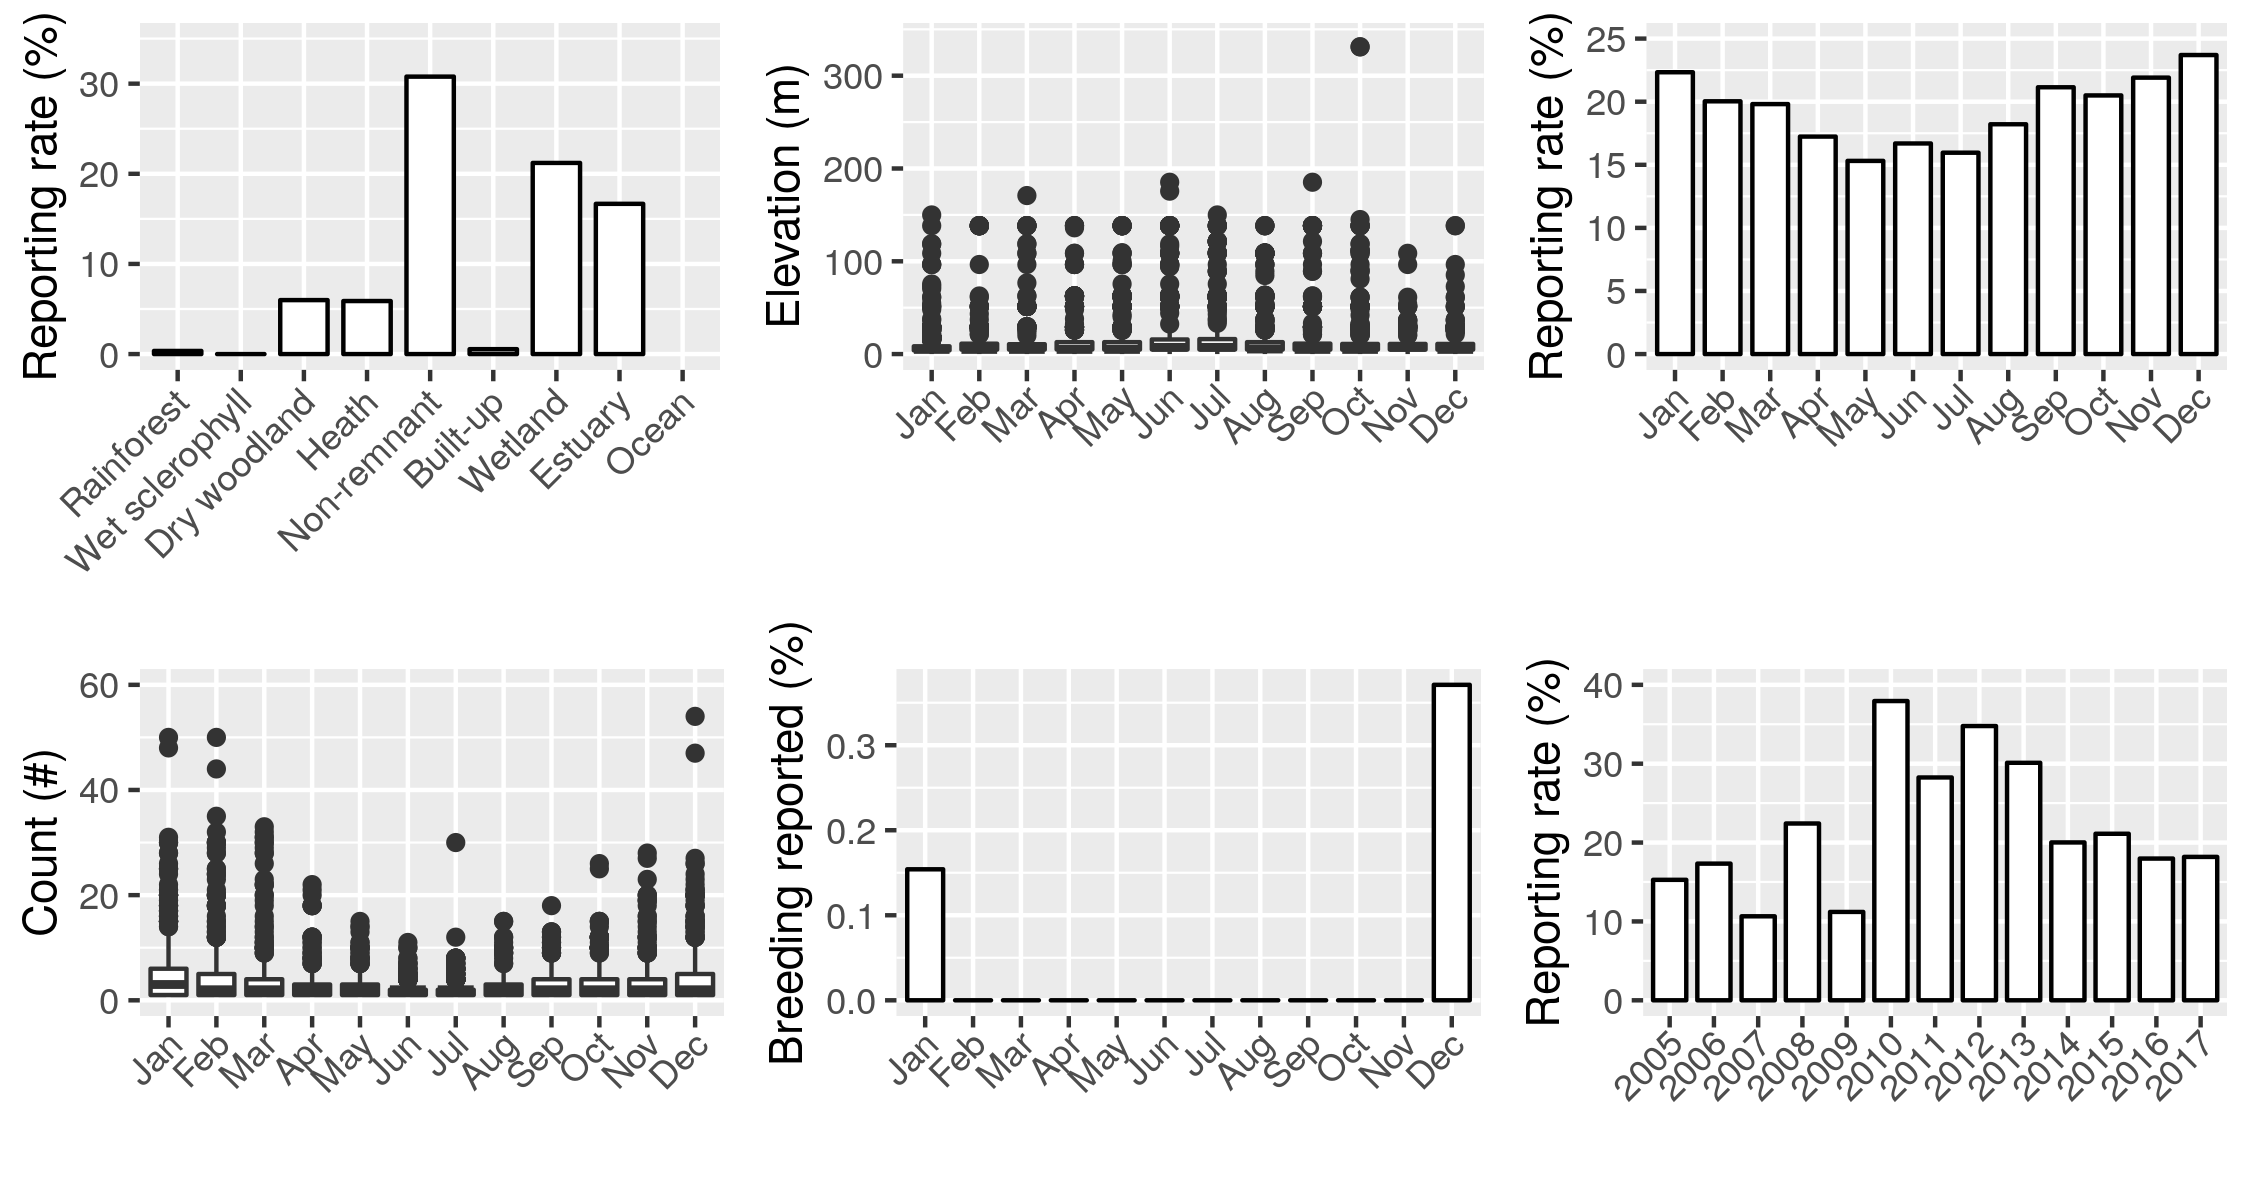 Reporting rate (%)
30
20
10
0
Rainforest
Wet sclerophyll
Dry woodland
Heath
Non-remnant
Built-up
Wetland
Estuary
Ocean
Elevation (m)
300
200
100
0
Jan
Feb
Mar
Apr
May
Jun
Jul
Aug
Sep
Oct
Nov
Dec
Reporting rate (%)
25
20
15
10
5
0
Jan
Feb
Mar
Apr
May
Jun
Jul
Aug
Sep
Oct
Nov
Dec
Count (#)
60
40
20
0
Jan
Feb
Mar
Apr
May
Jun
Jul
Aug
Sep
Oct
Nov
Dec
Breeding reported (%)
0.3
0.2
0.1
0.0
Jan
Feb
Mar
Apr
May
Jun
Jul
Aug
Sep
Oct
Nov
Dec
Reporting rate (%)
40
30
20
10
0
2005
2006
2007
2008
2009
2010
2011
2012
2013
2014
2015
2016
2017